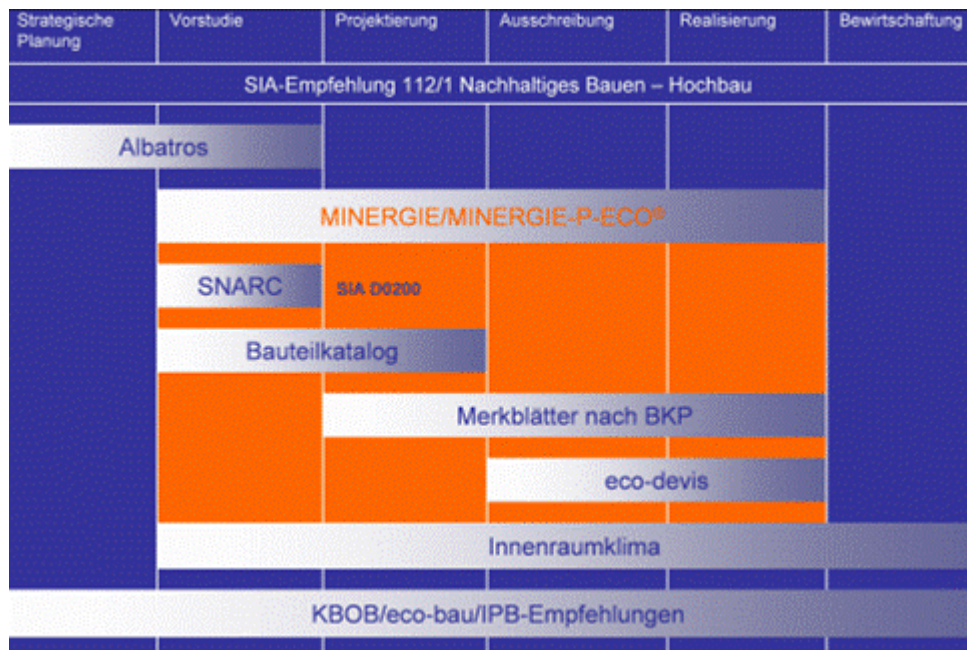 Strategische
Planung
Vorstudie
Projektierung
Ausschreibung
Realisierung
Bewirtschaftung
SIA-Empfehlung 112/1 Nachhaltiges Bauen – Hochbau
Albatros
MINERGIE/MINERGIE-P-ECO®
SNARC
SIA D0200
Bauteilkatalog
Merkblätter nach BKP
eco-devis
Innenraumklima
KBOB/eco-bau/IPB-Empfehlungen